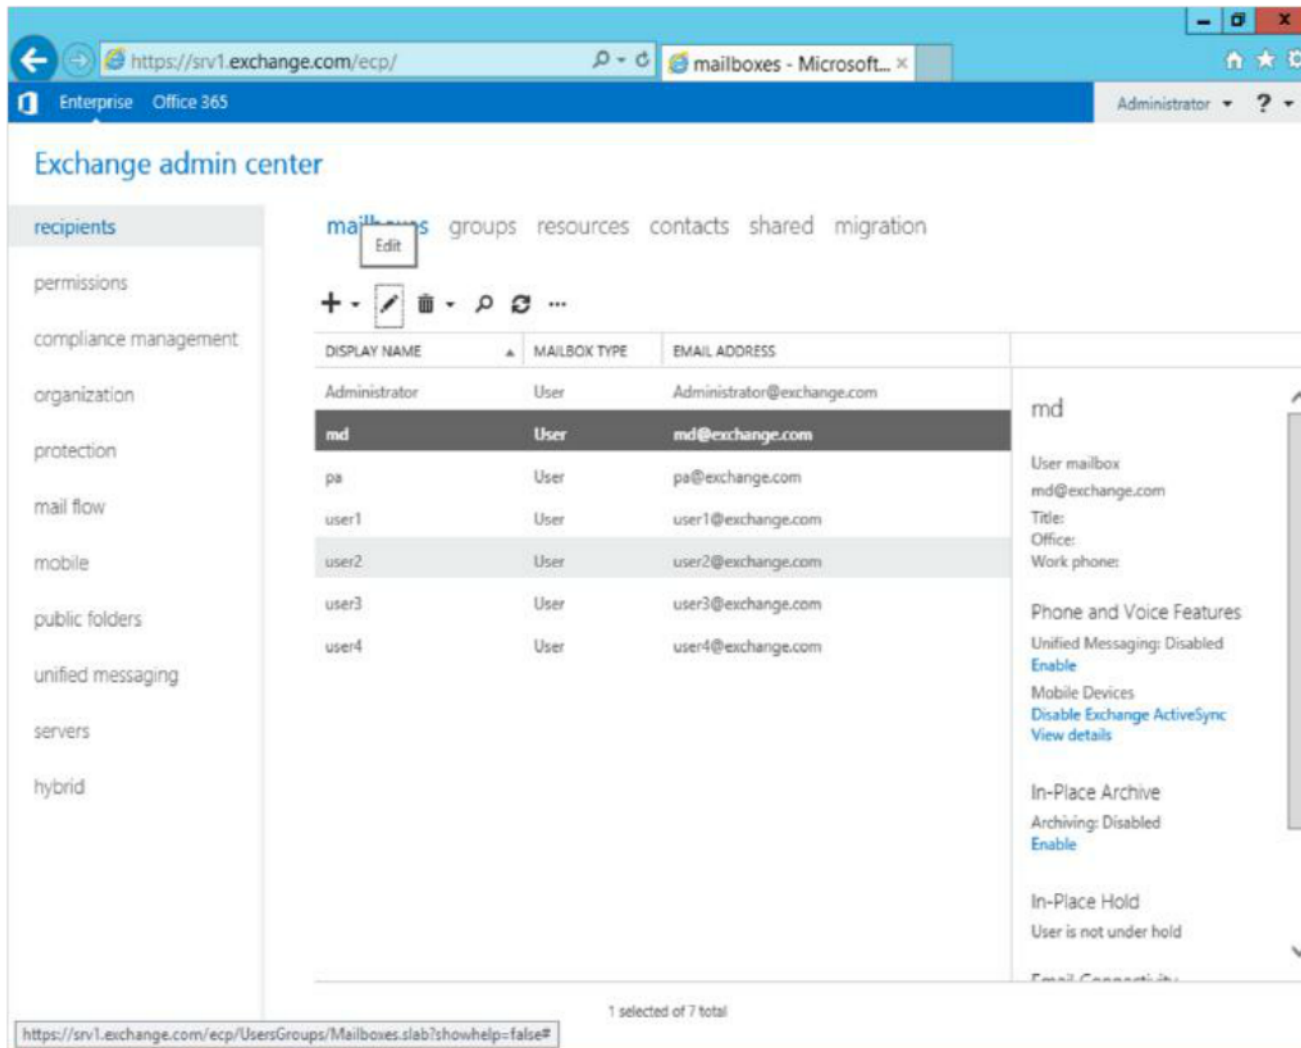 https://srv1.exchange.com/ecp/
mailboxes - Microsoft...
Enterprise Office 365
Administrator ?
Exchange admin center
recipients
permissions
compliance management
organization
protection
mail flow
mobile
public folders
unified messaging
servers
hybrid
mailboxes groups resources contacts shared migration
Edit
DISPLAY NAME MAILBOX TYPE EMAIL ADDRESS
Administrator User Administrator@exchange.com
md User md@exchange.com
pa User pa@exchange.com
user1 User user1@exchange.com
user2 User user2@exchange.com
user3 User user3@exchange.com
user4 User user4@exchange.com
md
User mailbox
md@exchange.com
Title:
Office:
Work phone:
Phone and Voice Features
Unified Messaging: Disabled
Enable
Mobile Devices
Disable Exchange ActiveSync
View details
In-Place Archive
Archiving: Disabled
Enable
In-Place Hold
User is not under hold
Email Connectivity
1 selected of 7 total
https://srv1.exchange.com/ecp/UsersGroups/Mailboxes.slab?showhelp=false#